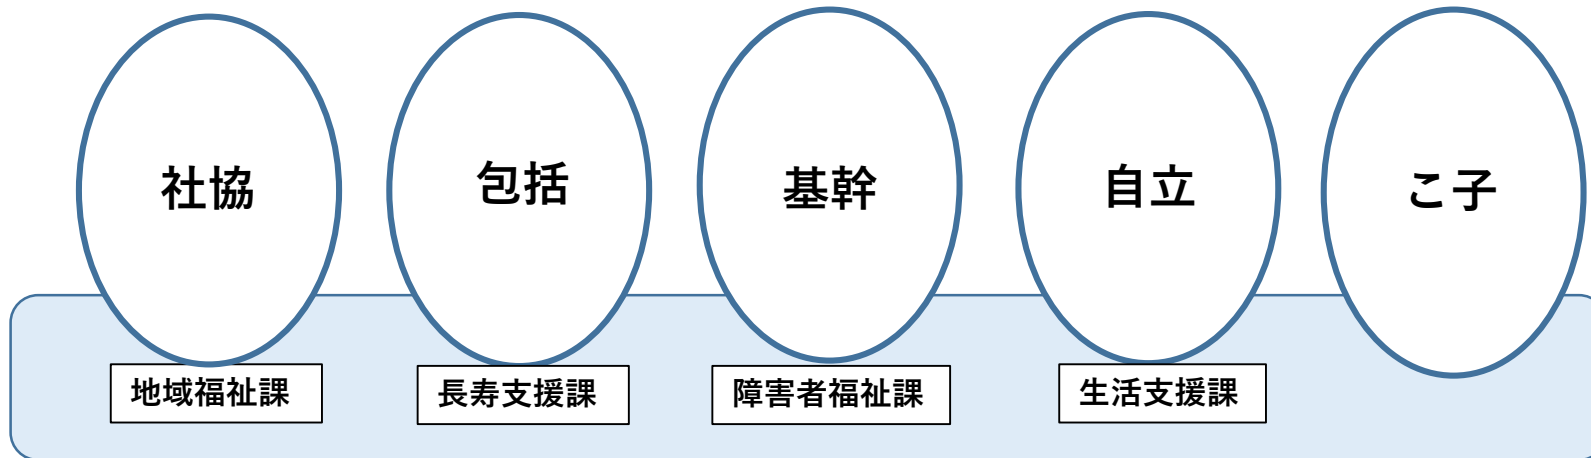 社協
包括
基幹
自立
こ子
地域福祉課
長寿支援課
障害者福祉課
生活支援課